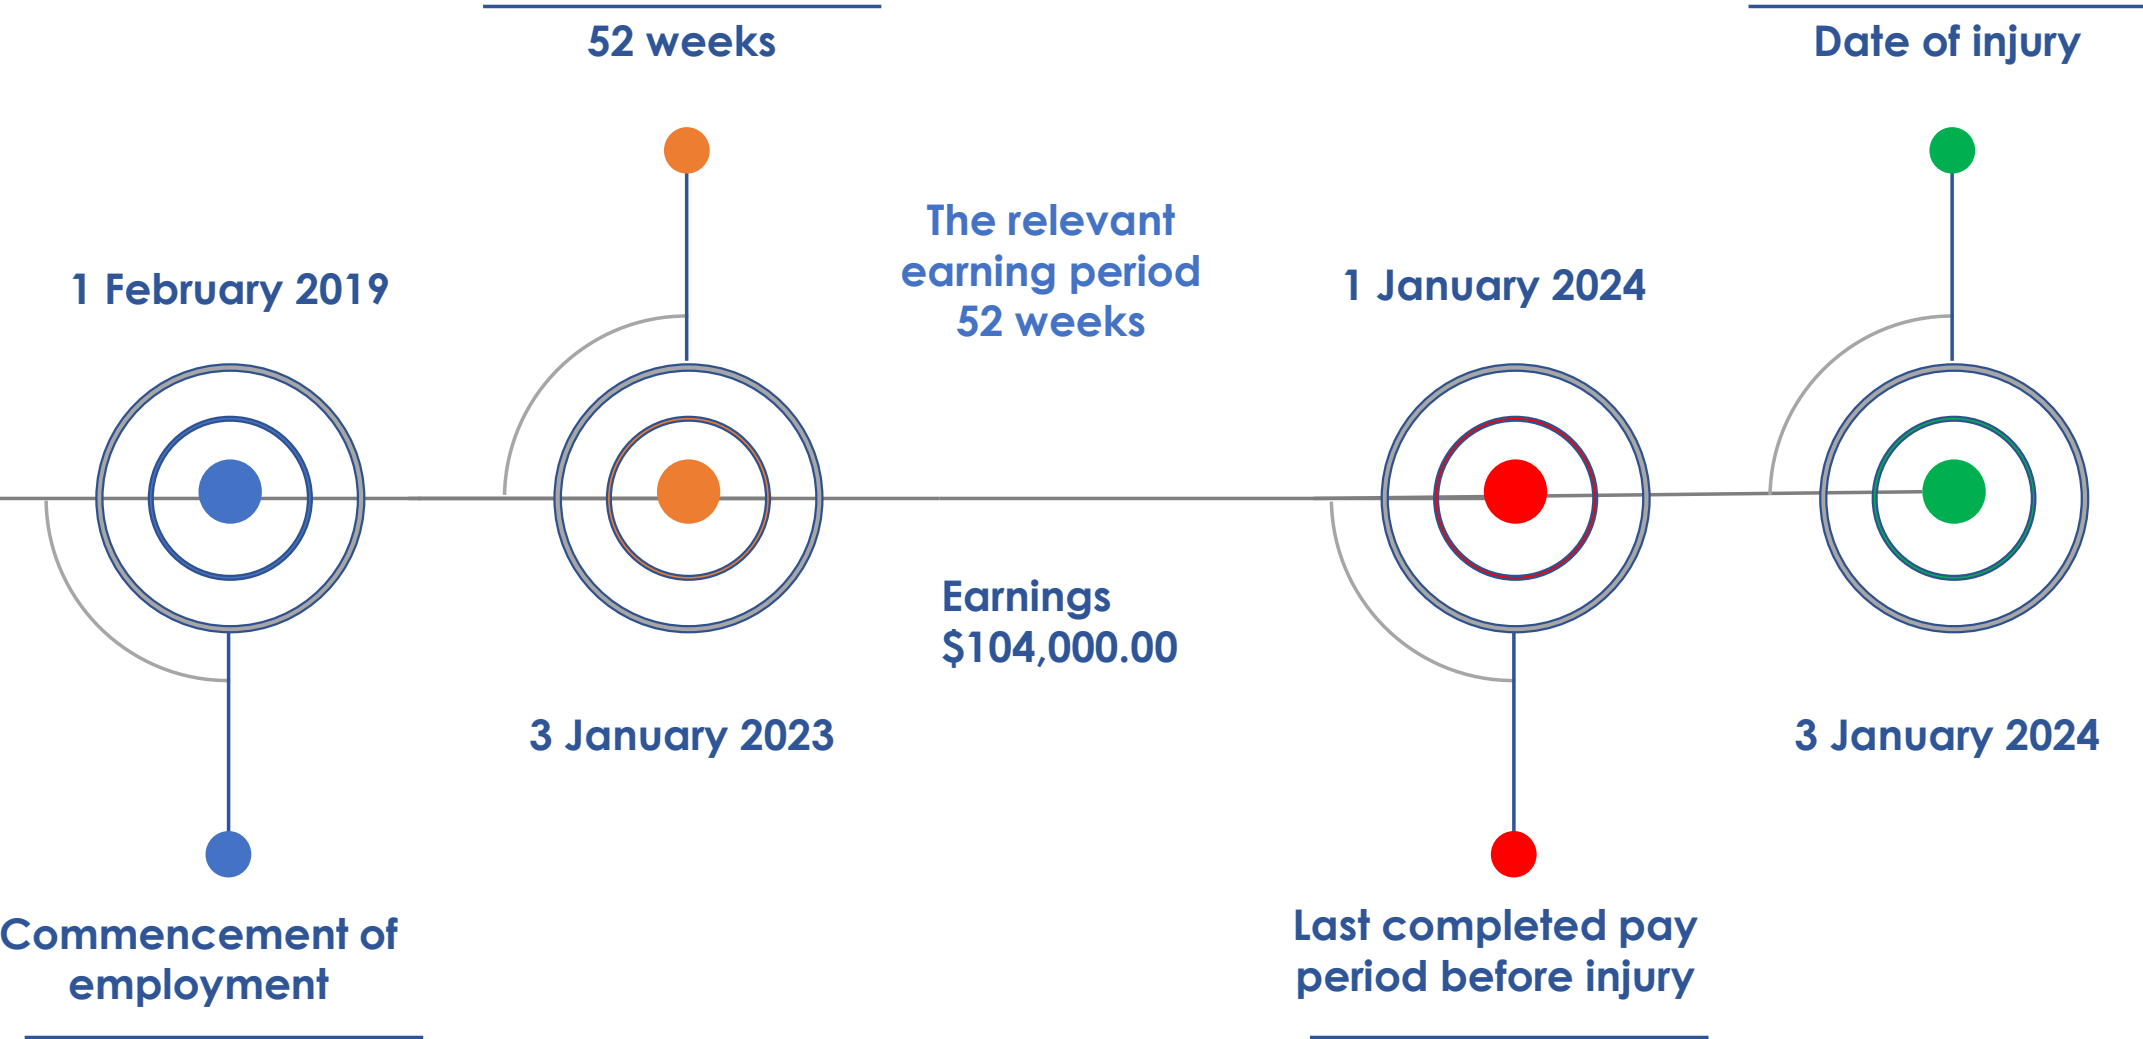 52 weeks
Date of injury
The relevant
earning period
52 weeks
1 February 2019
1 January 2024
Earnings
$104,000.00
3 January 2023
3 January 2024
Commencement of
employment
Last completed pay
period before injury